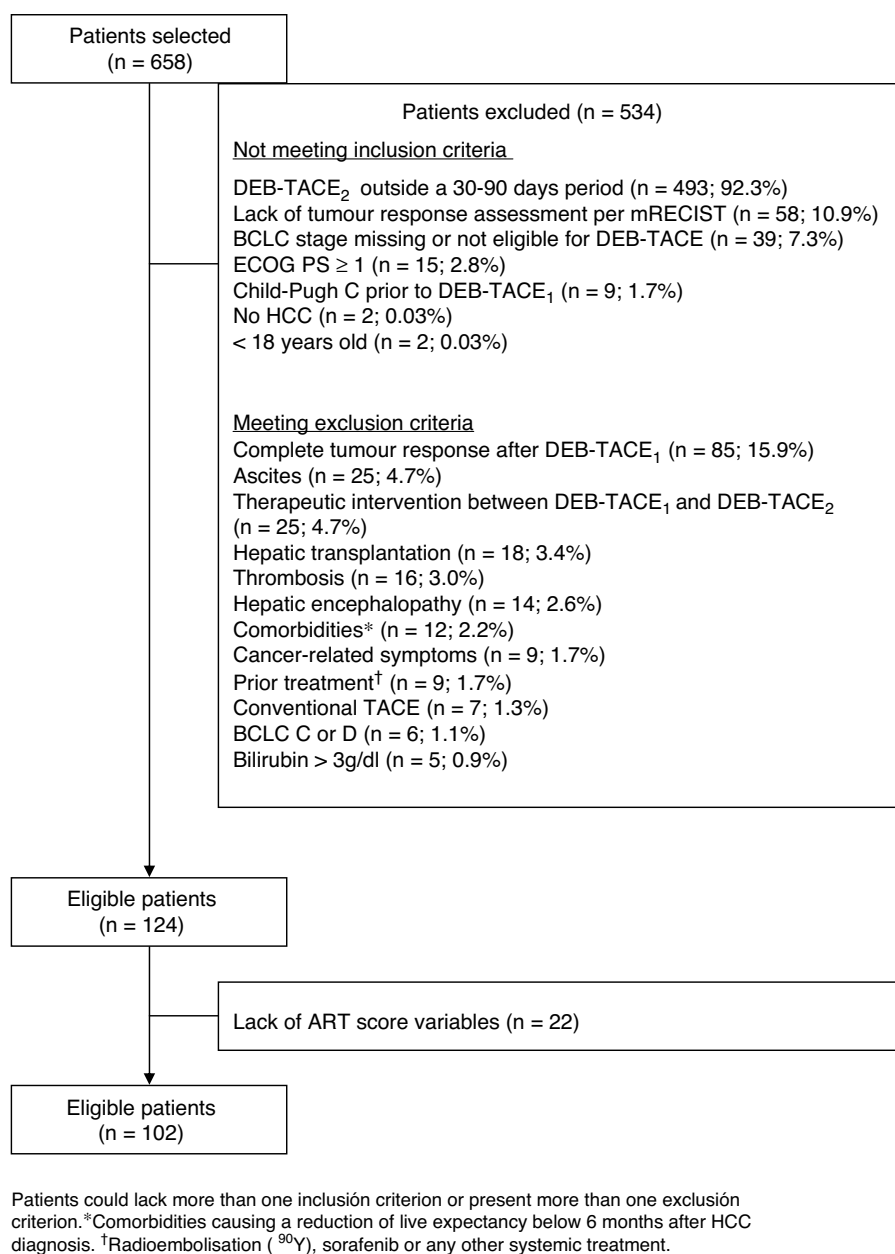 Patients selected
(n = 658)
Patients excluded (n = 534)
Not meeting inclusion criteria
DEB-TACE₂ outside a 30-90 days period (n = 493; 92.3%)
Lack of tumour response assessment per mRECIST (n = 58; 10.9%)
BCLC stage missing or not eligible for DEB-TACE (n = 39; 7.3%)
ECOG PS ≥ 1 (n = 15; 2.8%)
Child-Pugh C prior to DEB-TACE₁ (n = 9; 1.7%)
No HCC (n = 2; 0.03%)
< 18 years old (n = 2; 0.03%)
Meeting exclusion criteria
Complete tumour response after DEB-TACE₁ (n = 85; 15.9%)
Ascites (n = 25; 4.7%)
Therapeutic intervention between DEB-TACE₁ and DEB-TACE₂
(n = 25; 4.7%)
Hepatic transplantation (n = 18; 3.4%)
Thrombosis (n = 16; 3.0%)
Hepatic encephalopathy (n = 14; 2.6%)
Comorbidities* (n = 12; 2.2%)
Cancer-related symptoms (n = 9; 1.7%)
Prior treatment† (n = 9; 1.7%)
Conventional TACE (n = 7; 1.3%)
BCLC C or D (n = 6; 1.1%)
Bilirubin > 3g/dl (n = 5; 0.9%)
Eligible patients
(n = 124)
Lack of ART score variables (n = 22)
Eligible patients
(n = 102)
Patients could lack more than one inclusión criterion or present more than one exclusión
criterion.*Comorbidities causing a reduction of live expectancy below 6 months after HCC
diagnosis. †Radioembolisation ( ⁹⁰Y), sorafenib or any other systemic treatment.